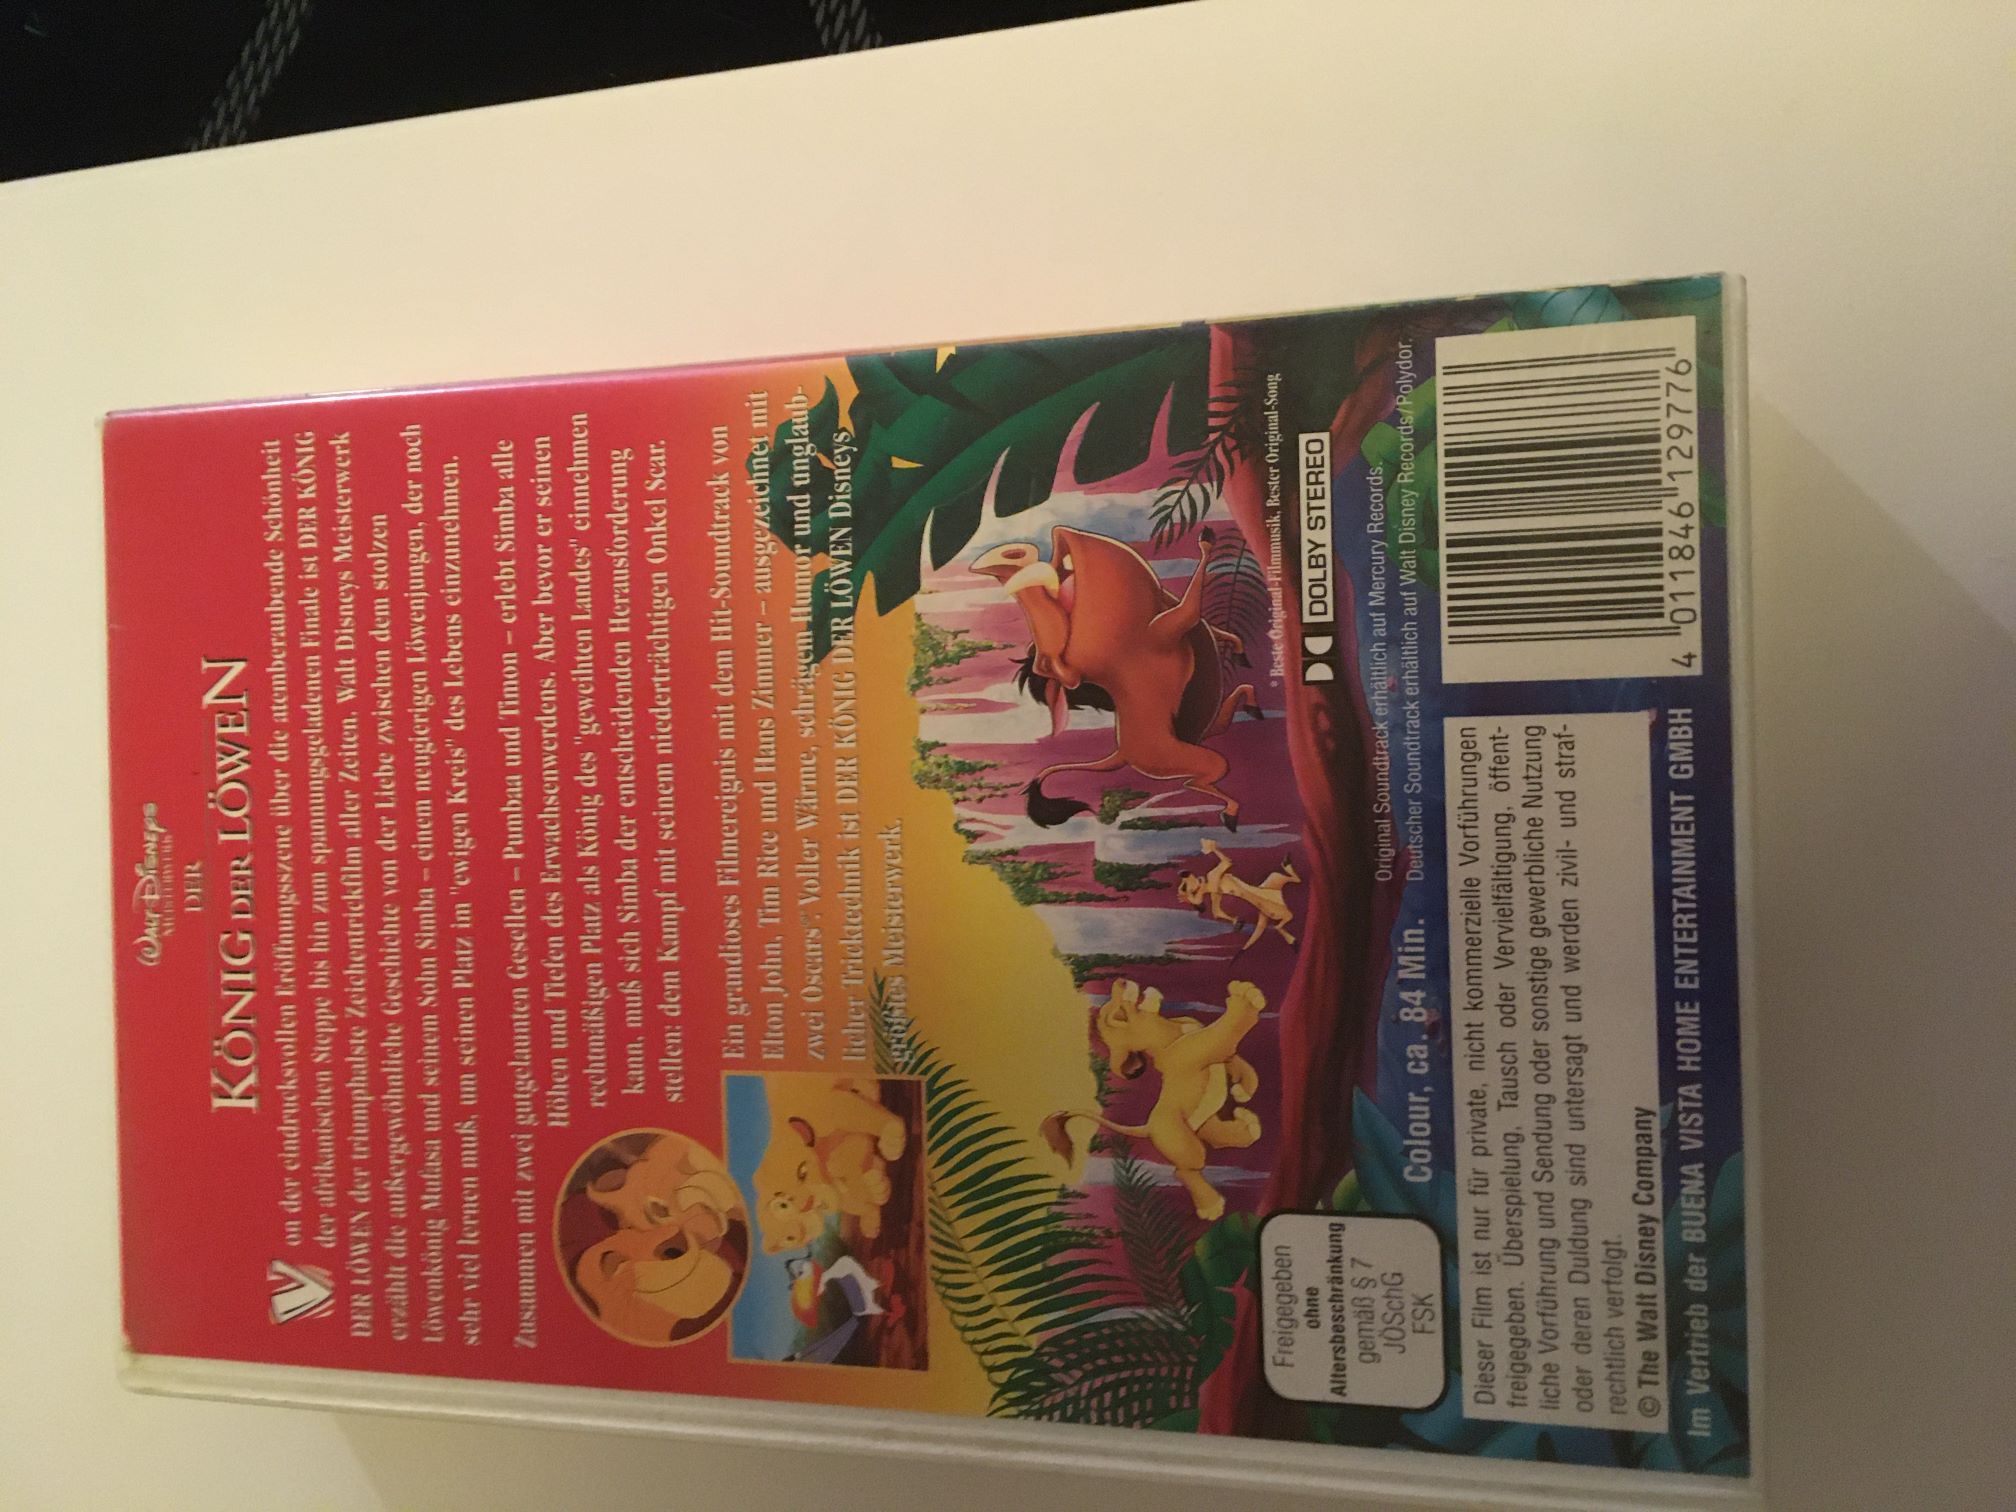 WALT DISNEYS
MEISTERWERK
DER
KÖNIG DER LÖWEN
Von der eindrucksvollen Eröffnungsszene über die atemberaubende Schönheit
der afrikanischen Steppe bis hin zum spannungsgeladenen Finale ist DER KÖNIG
DER LÖWEN der triumphalste Zeichentrickfilm aller Zeiten. Walt Disneys Meisterwerk
erzählt die außergewöhnliche Geschichte von der Liebe zwischen dem stolzen
Löwenkönig Mufasa und seinem Sohn Simba – einem neugierigen Löwenjungen, der noch
sehr viel lernen muß, um seinen Platz im "ewigen Kreis" des Lebens einzunehmen.
Zusammen mit zwei gutgelaunten Gesellen – Pumbaa und Timon – erlebt Simba alle
Höhen und Tiefen des Erwachsenwerdens. Aber bevor er seinen
rechtmäßigen Platz als König des "geweihten Landes" einnehmen
kann, muß sich Simba der entscheidenden Herausforderung
stellen: dem Kampf mit seinem niederträchtigen Onkel Scar.
Ein grandioses Filmereignis mit dem Hit-Soundtrack von
Elton John, Tim Rice und Hans Zimmer – ausgezeichnet mit
zwei Oscars*. Voller Wärme, schrägem Humor und unglaub-
licher Tricktechnik ist DER KÖNIG DER LÖWEN Disneys
größtes Meisterwerk.
* Beste Original-Filmmusik, Bester Original-Song
DOLBY STEREO
Freigegeben
ohne
Altersbeschränkung
gemäß § 7
JÖSchG
FSK
Original Soundtrack erhältlich auf Mercury Records.
Colour, ca. 84 Min. Deutscher Soundtrack erhältlich auf Walt Disney Records/Polydor.
Dieser Film ist nur für private, nicht kommerzielle Vorführungen
freigegeben. Überspielung, Tausch oder Vervielfältigung, öffent-
liche Vorführung und Sendung oder sonstige gewerbliche Nutzung
oder deren Duldung sind untersagt und werden zivil- und straf-
rechtlich verfolgt.
© The Walt Disney Company
4 011846 129776
Im Vertrieb der BUENA VISTA HOME ENTERTAINMENT GMBH